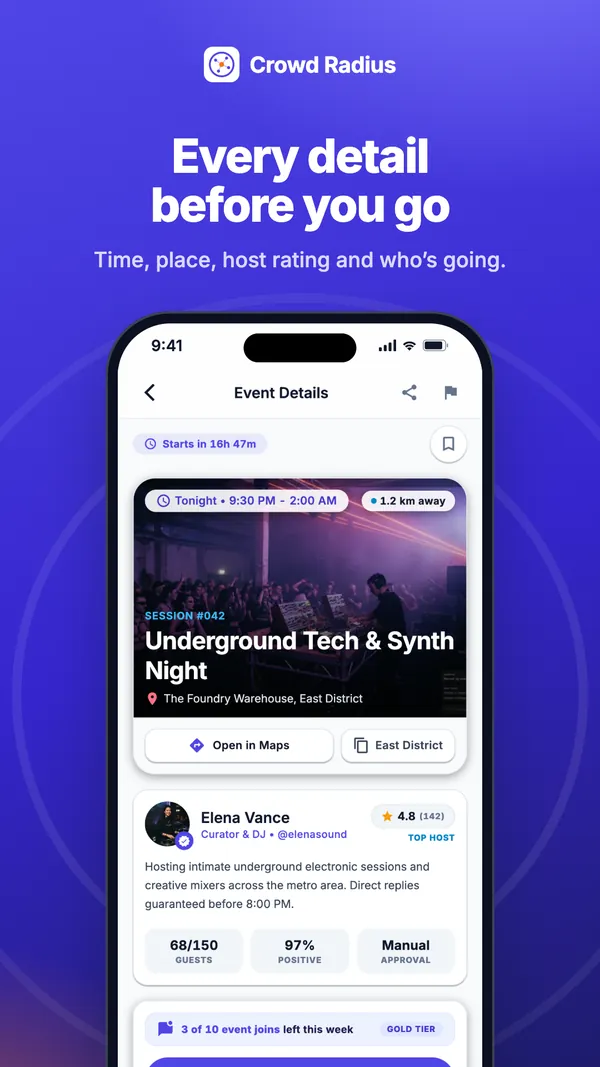 Crowd Radius
Every detail
before you go
Time, place, host rating and who’s going.
9:41
Event Details
Starts in 16h 47m
Tonight • 9:30 PM - 2:00 AM
1.2 km away
SESSION #042
Underground Tech & Synth
Night
The Foundry Warehouse, East District
Open in Maps
East District
Elena Vance
4.8 (142)
Curator & DJ • @elenasound
TOP HOST
Hosting intimate underground electronic sessions and
creative mixers across the metro area. Direct replies
guaranteed before 8:00 PM.
68/150
GUESTS
97%
POSITIVE
Manual
APPROVAL
3 of 10 event joins left this week
GOLD TIER